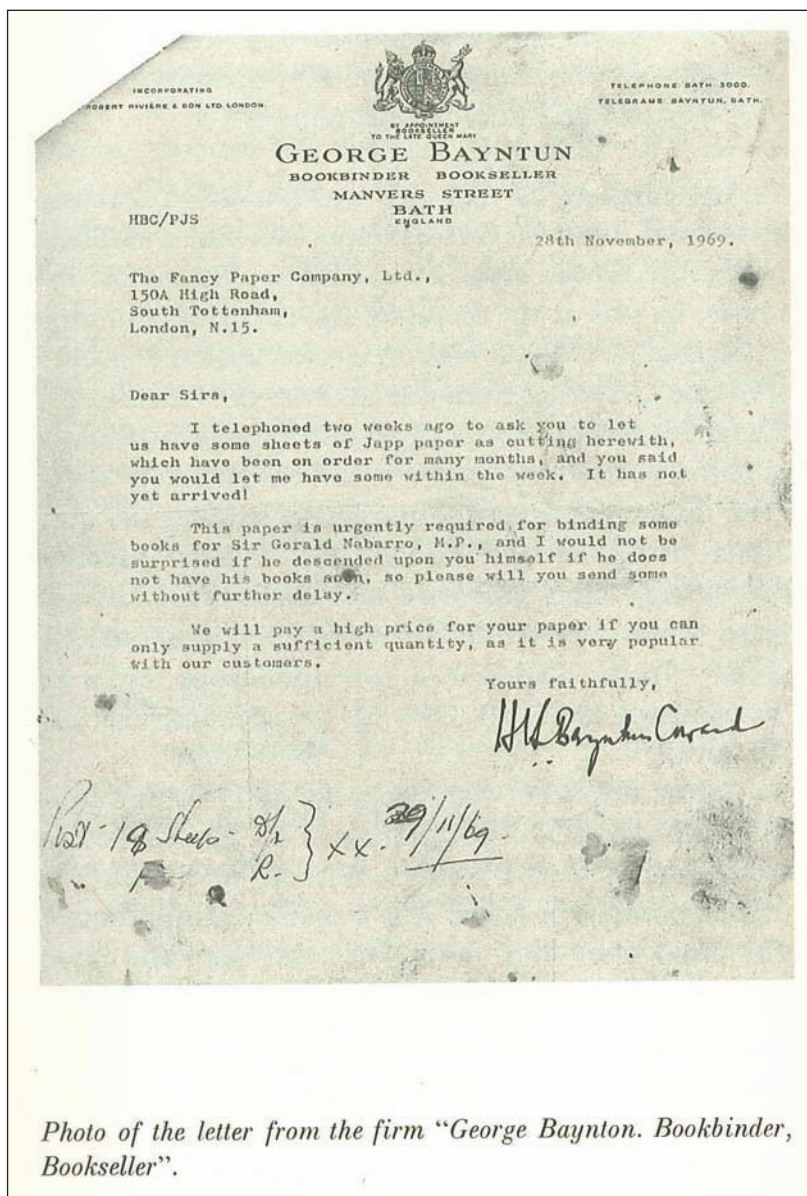 INCORPORATING
ROBERT RIVIÈRE & SON LTD. LONDON.
TELEPHONE: BATH 5000.
TELEGRAMS: BAYNTUN, BATH.
BY APPOINTMENT
BOOKSELLER
TO THE LATE QUEEN MARY
GEORGE BAYNTUN
BOOKBINDER BOOKSELLER
MANVERS STREET
BATH
ENGLAND
HBC/PJS
28th November, 1969.
The Fancy Paper Company, Ltd.,
150A High Road,
South Tottenham,
London, N.15.
Dear Sirs,
I telephoned two weeks ago to ask you to let
us have some sheets of Japp paper as cutting herewith,
which have been on order for many months, and you said
you would let me have some within the week. It has not
yet arrived!
This paper is urgently required for binding some
books for Sir Gerald Nabarro, M.P., and I would not be
surprised if he descended upon you himself if he does
not have his books soon, so please will you send some
without further delay.
We will pay a high price for your paper if you can
only supply a sufficient quantity, as it is very popular
with our customers.
Yours faithfully,
Bayntun Coward
18 Sheets -
R.
XX. 29/11/69.
Photo of the letter from the firm “George Baynton. Bookbinder,
Bookseller”.